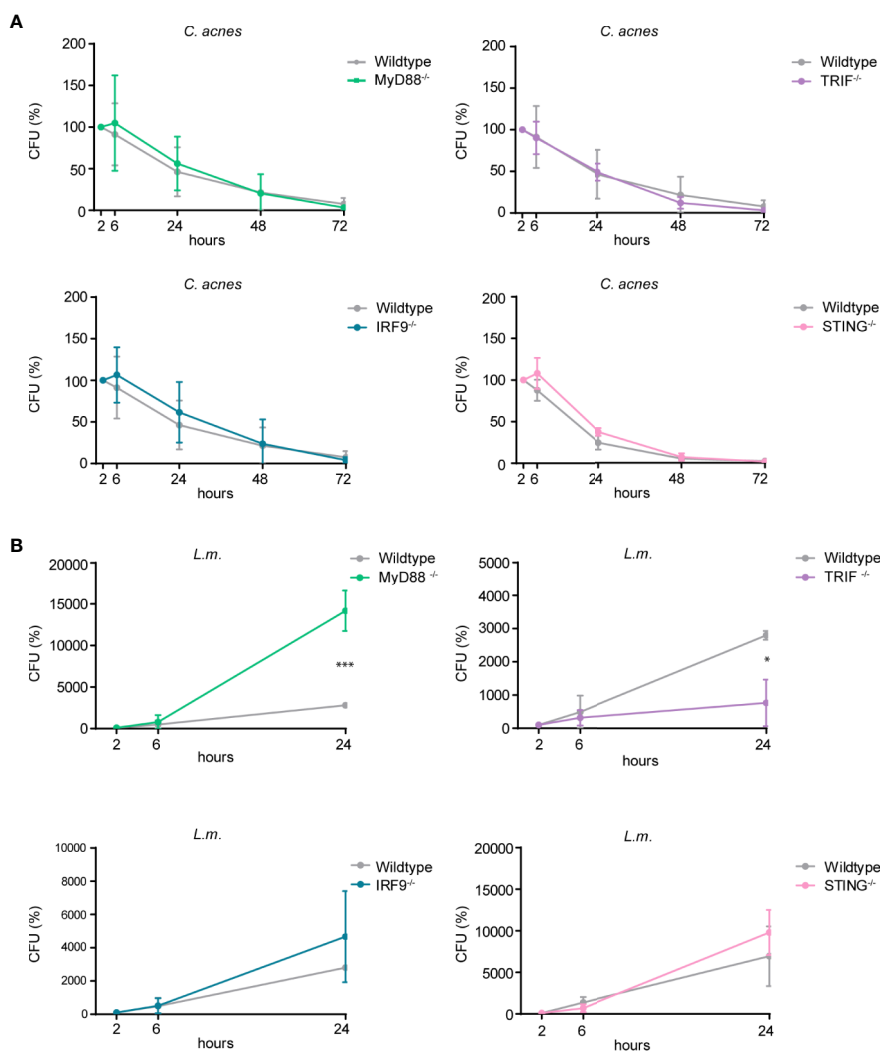 A
C. acnes
200
150
100
50
0
CFU (%)
2 6 24 48 72
hours
Wildtype
MyD88-/-
C. acnes
200
150
100
50
0
CFU (%)
2 6 24 48 72
hours
Wildtype
TRIF-/-
C. acnes
200
150
100
50
0
CFU (%)
2 6 24 48 72
hours
Wildtype
IRF9-/-
C. acnes
200
150
100
50
0
CFU (%)
2 6 24 48 72
hours
Wildtype
STING-/-
B
L.m.
20000
15000
10000
5000
0
CFU (%)
2 6 24
hours
Wildtype
MyD88 -/-
***
L.m.
5000
4000
3000
2000
1000
0
CFU (%)
2 6 24
hours
Wildtype
TRIF -/-
*
L.m.
10000
8000
6000
4000
2000
0
CFU (%)
2 6 24
hours
Wildtype
IRF9-/-
L.m.
20000
15000
10000
5000
0
CFU (%)
2 6 24
hours
Wildtype
STING-/-